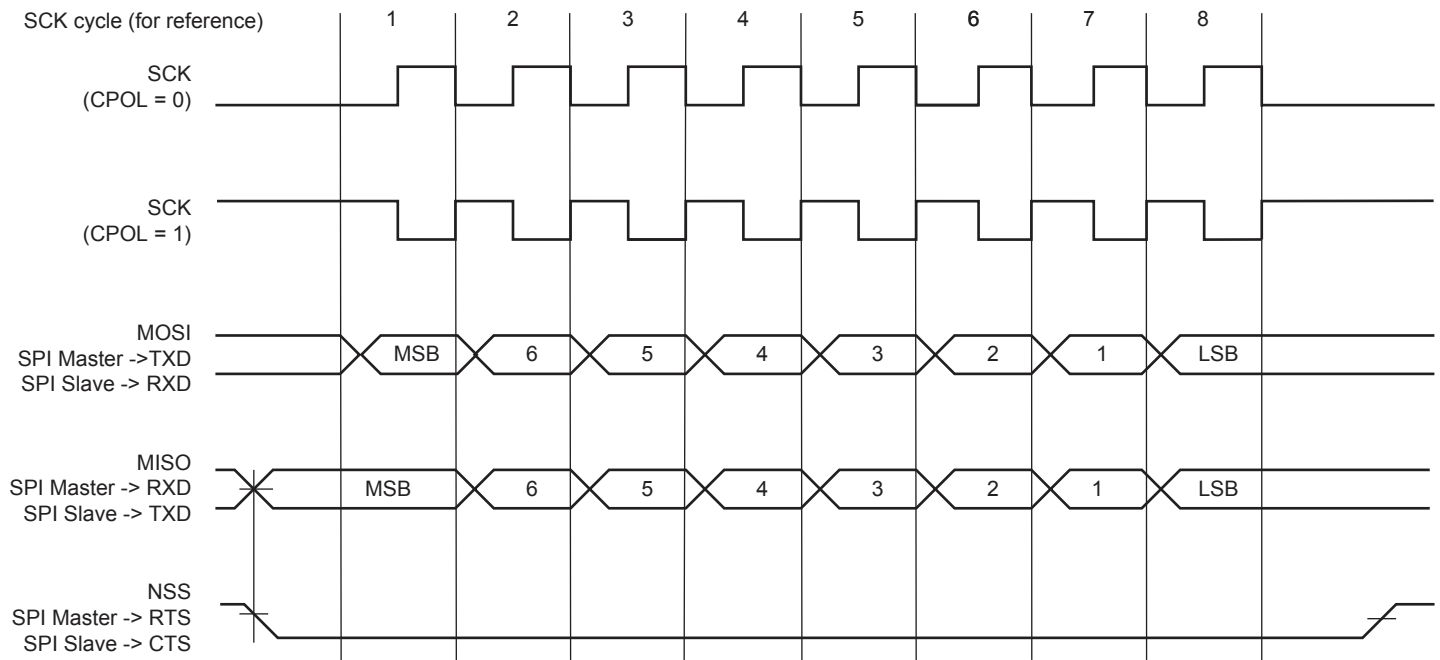 SCK cycle (for reference) 1 2 3 4 5 6 7 8
SCK
(CPOL = 0)
SCK
(CPOL = 1)
MOSI
SPI Master ->TXD
SPI Slave -> RXD
MSB 6 5 4 3 2 1 LSB
MISO
SPI Master -> RXD
SPI Slave -> TXD
MSB 6 5 4 3 2 1 LSB
NSS
SPI Master -> RTS
SPI Slave -> CTS